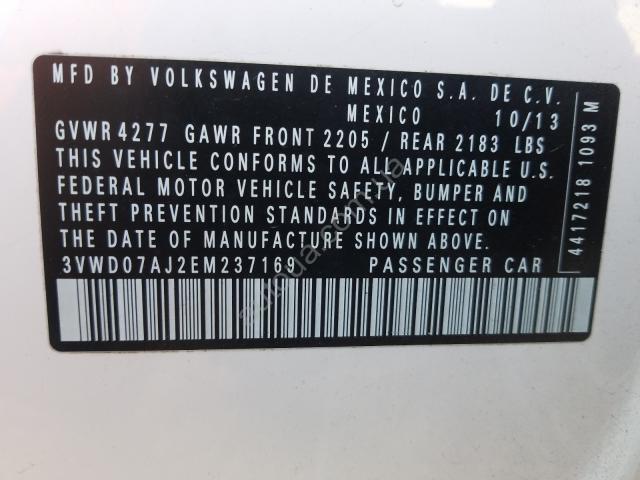 MFD BY VOLKSWAGEN DE MEXICO S.A. DE C.V.
MEXICO 10/13
GVWR 4277 GAWR FRONT 2205 / REAR 2183 LBS
THIS VEHICLE CONFORMS TO ALL APPLICABLE U.S.
FEDERAL MOTOR VEHICLE SAFETY, BUMPER AND
THEFT PREVENTION STANDARDS IN EFFECT ON
THE DATE OF MANUFACTURE SHOWN ABOVE.
3VWD07AJ2EM237169 PASSENGER CAR
4417218 1093 M